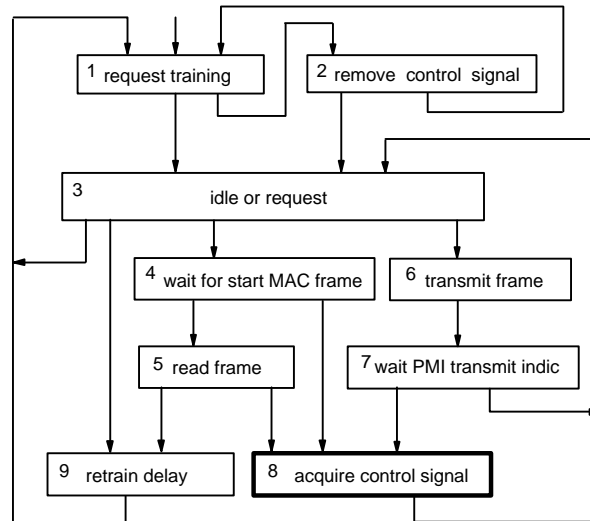 1 request training
2 remove control signal
3 idle or request
4 wait for start MAC frame
6 transmit frame
5 read frame
7 wait PMI transmit indic
9 retrain delay
8 acquire control signal